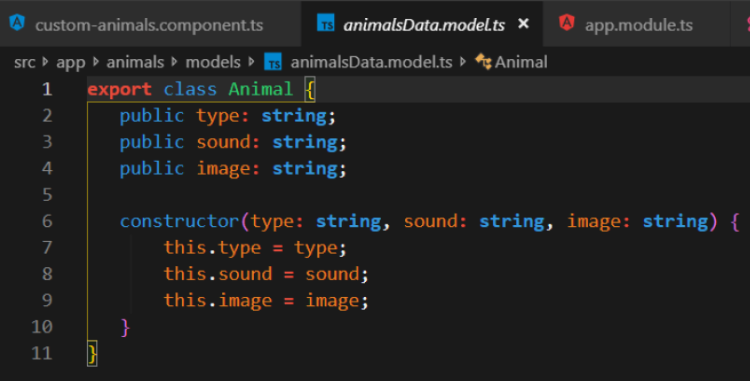 custom-animals.component.ts TS animalsData.model.ts × app.module.ts
src › app › animals › models › TS animalsData.model.ts › Animal
1 export class Animal {
2 public type: string;
3 public sound: string;
4 public image: string;
5
6 constructor(type: string, sound: string, image: string) {
7 this.type = type;
8 this.sound = sound;
9 this.image = image;
10 }
11 }